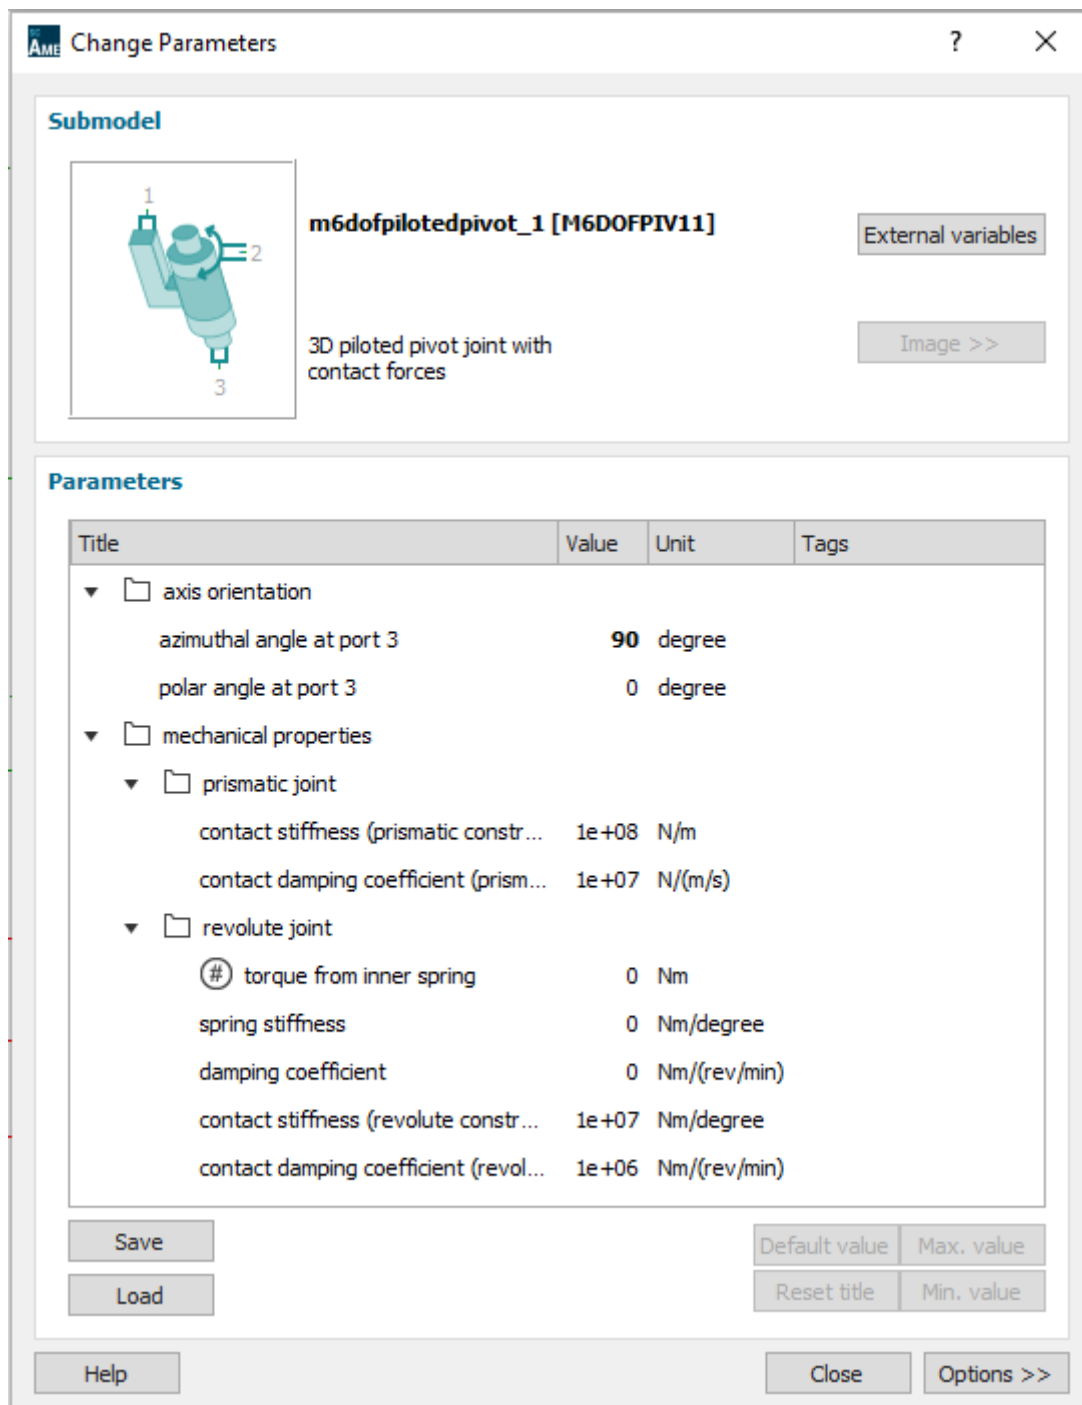 SC
AME Change Parameters ? ×
Submodel
1
2
3
m6dofpilotedpivot_1 [M6DOFPIV11]
External variables
3D piloted pivot joint with
contact forces
Image >>
Parameters
Title Value Unit Tags
axis orientation
azimuthal angle at port 3 90 degree
polar angle at port 3 0 degree
mechanical properties
prismatic joint
contact stiffness (prismatic constr... 1e+08 N/m
contact damping coefficient (prism... 1e+07 N/(m/s)
revolute joint
# torque from inner spring 0 Nm
spring stiffness 0 Nm/degree
damping coefficient 0 Nm/(rev/min)
contact stiffness (revolute constr... 1e+07 Nm/degree
contact damping coefficient (revol... 1e+06 Nm/(rev/min)
Save Default value Max. value
Load Reset title Min. value
Help Close Options >>